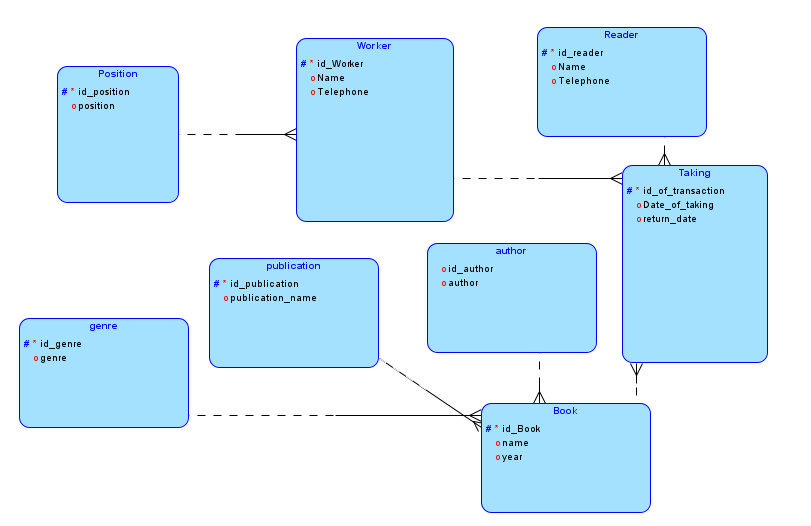 Position
# * id_position
o position
Worker
# * id_Worker
o Name
o Telephone
Reader
# * id_reader
o Name
o Telephone
Taking
# * id_of_transaction
o Date_of_taking
o return_date
publication
# * id_publication
o publication_name
author
o id_author
o author
genre
# * id_genre
o genre
Book
# * id_Book
o name
o year